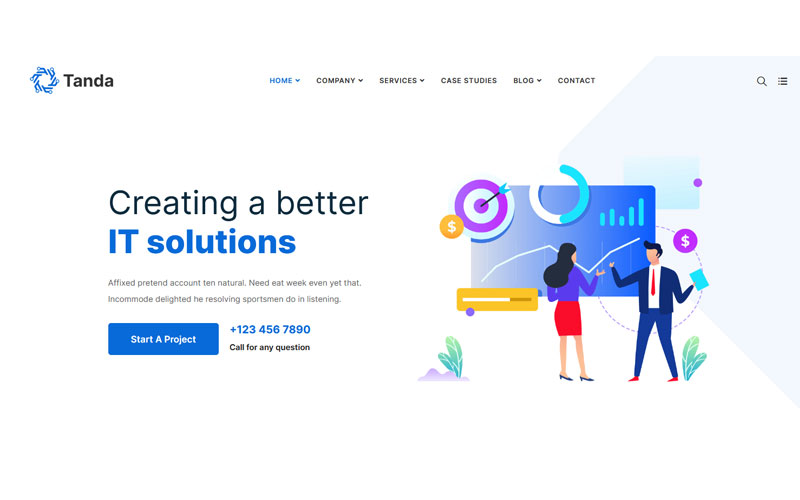 Tanda
HOME COMPANY SERVICES CASE STUDIES BLOG CONTACT
Creating a better
IT solutions
Affixed pretend account ten natural. Need eat week even yet that.
Incommode delighted he resolving sportsmen do in listening.
Start A Project
+123 456 7890
Call for any question
$
$